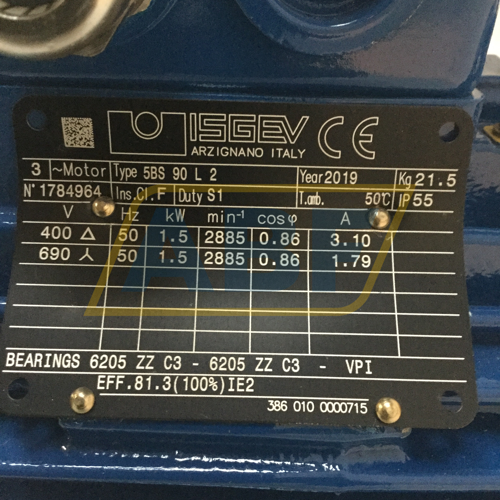 ISGEV CE
ARZIGNANO ITALY
3 ~Motor Type 5BS 90 L 2 Year 2019 Kg 21.5
N° 1784964 Ins.Cl.F Duty S1 T.amb. 50°C IP 55
V Hz kW min⁻¹ cosφ A
400 △ 50 1.5 2885 0.86 3.10
690 ⅄ 50 1.5 2885 0.86 1.79
BEARINGS 6205 ZZ C3 - 6205 ZZ C3 - VPI
EFF.81.3(100%)IE2
386 010 0000715